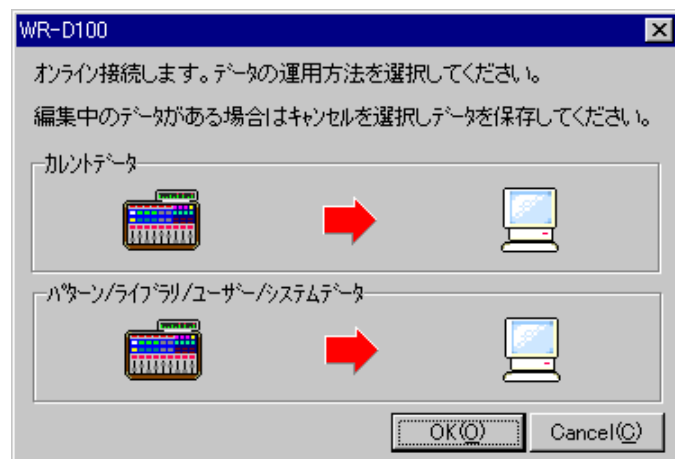 WR-D100
オンライン接続します。データの運用方法を選択してください。
編集中のデータがある場合はキャンセルを選択しデータを保存してください。
カレントデータ
パターン/ライブラリ/ユーザー/システムデータ
OK(O)
Cancel(C)